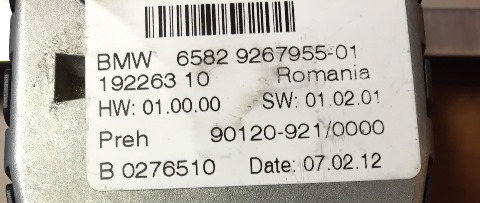 BMW 6582 9267955-01
192263 10 Romania
HW: 01.00.00 SW: 01.02.01
Preh 90120-921/0000
B 0276510 Date: 07.02.12